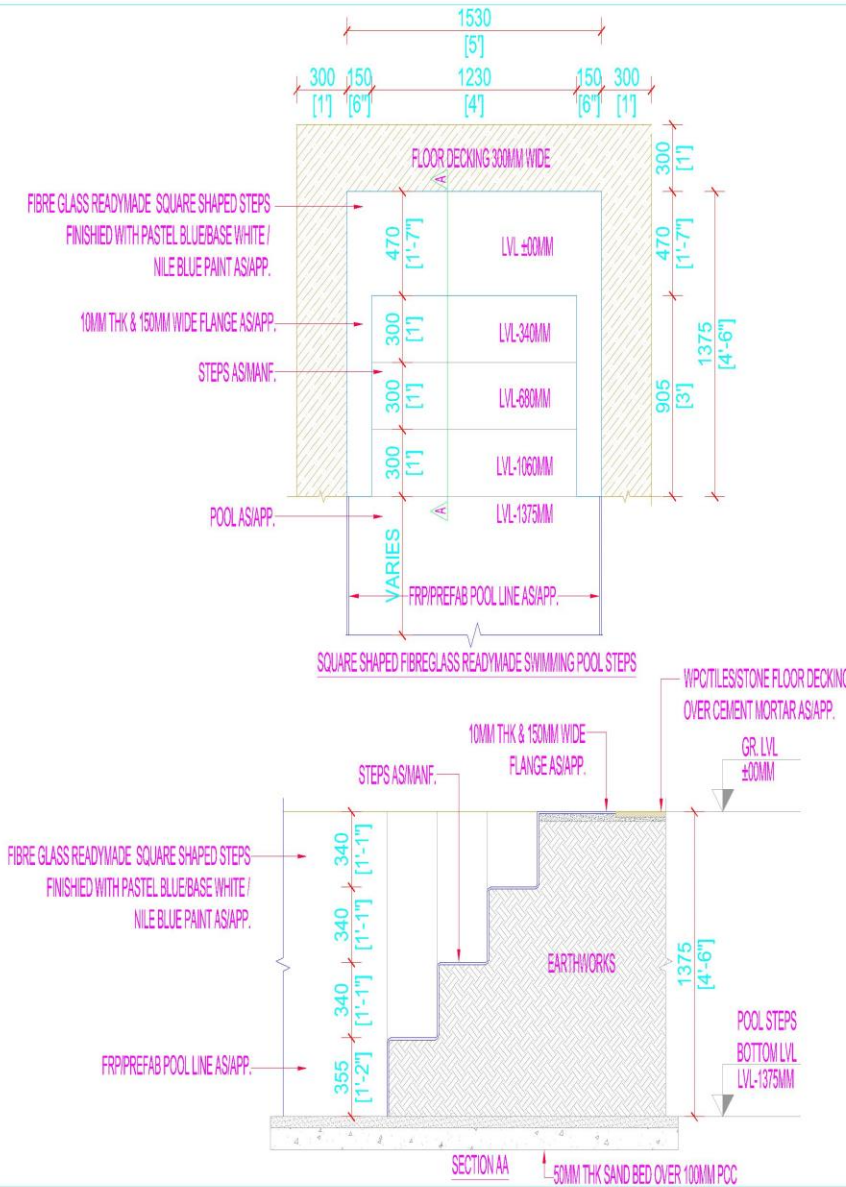 1530
[5']
300 150 1230 150 300
[1'] [6"] [4'] [6"] [1']
FLOOR DECKING 300MM WIDE
300
[1']
A
FIBRE GLASS READYMADE SQUARE SHAPED STEPS
FINISHIED WITH PASTEL BLUE/BASE WHITE /
NILE BLUE PAINT AS/APP.
470
[1'-7"]
LVL ±00MM
470
[1'-7"]
10MM THK & 150MM WIDE FLANGE AS/APP.
300
[1']
LVL-340MM
1375
[4'-6"]
STEPS AS/MANF.
300
[1']
LVL-680MM
905
[3']
300
[1']
LVL-1060MM
POOL AS/APP.
A
LVL-1375MM
VARIES
FRP/PREFAB POOL LINE AS/APP.
SQUARE SHAPED FIBREGLASS READYMADE SWIMMING POOL STEPS
WPC/TILES/STONE FLOOR DECKING
OVER CEMENT MORTAR AS/APP.
10MM THK & 150MM WIDE
FLANGE AS/APP.
GR. LVL
±00MM
STEPS AS/MANF.
340
[1'-1"]
FIBRE GLASS READYMADE SQUARE SHAPED STEPS
FINISHIED WITH PASTEL BLUE/BASE WHITE /
NILE BLUE PAINT AS/APP.
340
[1'-1"]
EARTHWORKS
1375
[4'-6"]
340
[1'-1"]
POOL STEPS
BOTTOM LVL
LVL-1375MM
FRP/PREFAB POOL LINE AS/APP.
355
[1'-2"]
SECTION AA
50MM THK SAND BED OVER 100MM PCC